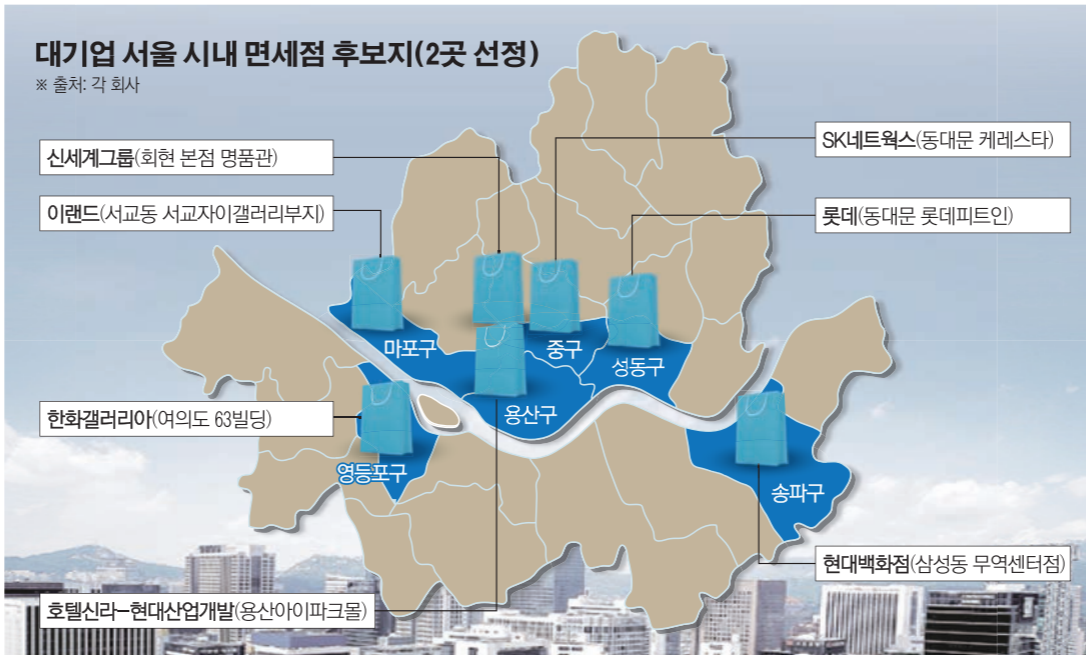 대기업 서울 시내 면세점 후보지(2곳 선정)
※ 출처: 각 회사
신세계그룹(회현 본점 명품관)
SK네트웍스(동대문 케레스타)
이랜드(서교동 서교자이갤러리부지)
롯데(동대문 롯데피트인)
마포구
중구
성동구
용산구
한화갤러리아(여의도 63빌딩)
영등포구
송파구
현대백화점(삼성동 무역센터점)
호텔신라-현대산업개발(용산아이파크몰)